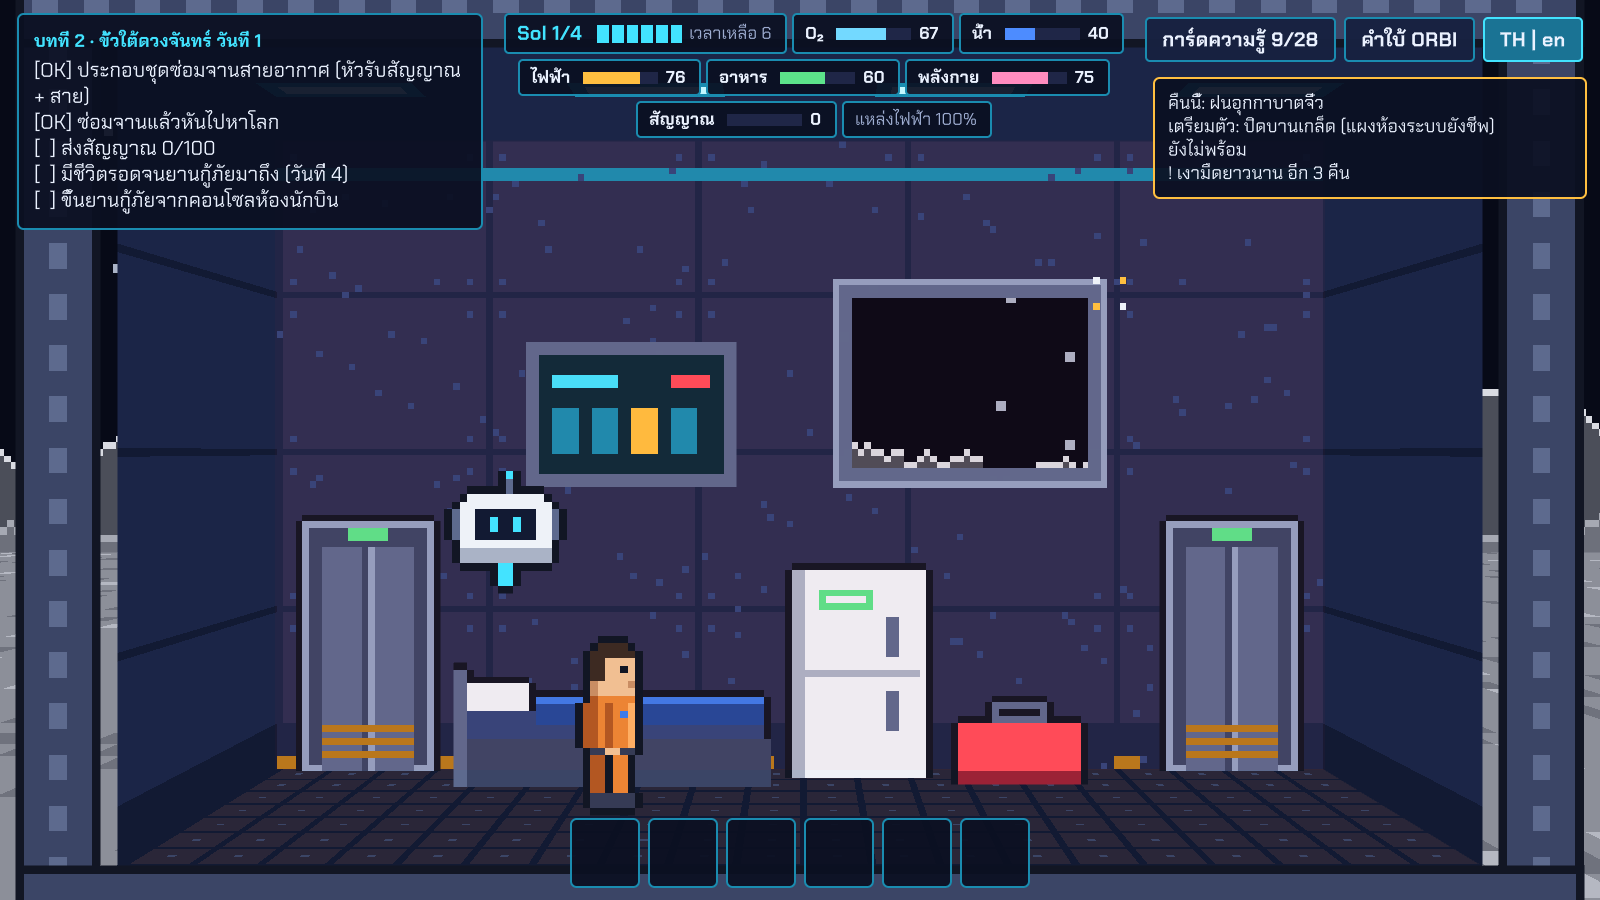 บทที่ 2 · ขั้วใต้ดวงจันทร์ วันที่ 1
[OK] ประกอบชุดซ่อมจานสายอากาศ (หัวรับสัญญาณ
+ สาย)
[OK] ซ่อมจานแล้วหันไปหาโลก
[ ] ส่งสัญญาณ 0/100
[ ] มีชีวิตรอดจนยานกู้ภัยมาถึง (วันที่ 4)
[ ] ขึ้นยานกู้ภัยจากคอนโซลห้องนักบิน
Sol 1/4 เวลาเหลือ 6
O₂ 67
น้ำ 40
ไฟฟ้า 76
อาหาร 60
พลังกาย 75
สัญญาณ 0
แหล่งไฟฟ้า 100%
การ์ดความรู้ 9/28
คำใบ้ ORBI
TH | en
คืนนี้: ฝนอุกกาบาตจิ๋ว
เตรียมตัว: ปิดบานเกล็ด (แผงห้องระบบยังชีพ)
ยังไม่พร้อม
! เงามืดยาวนาน อีก 3 คืน